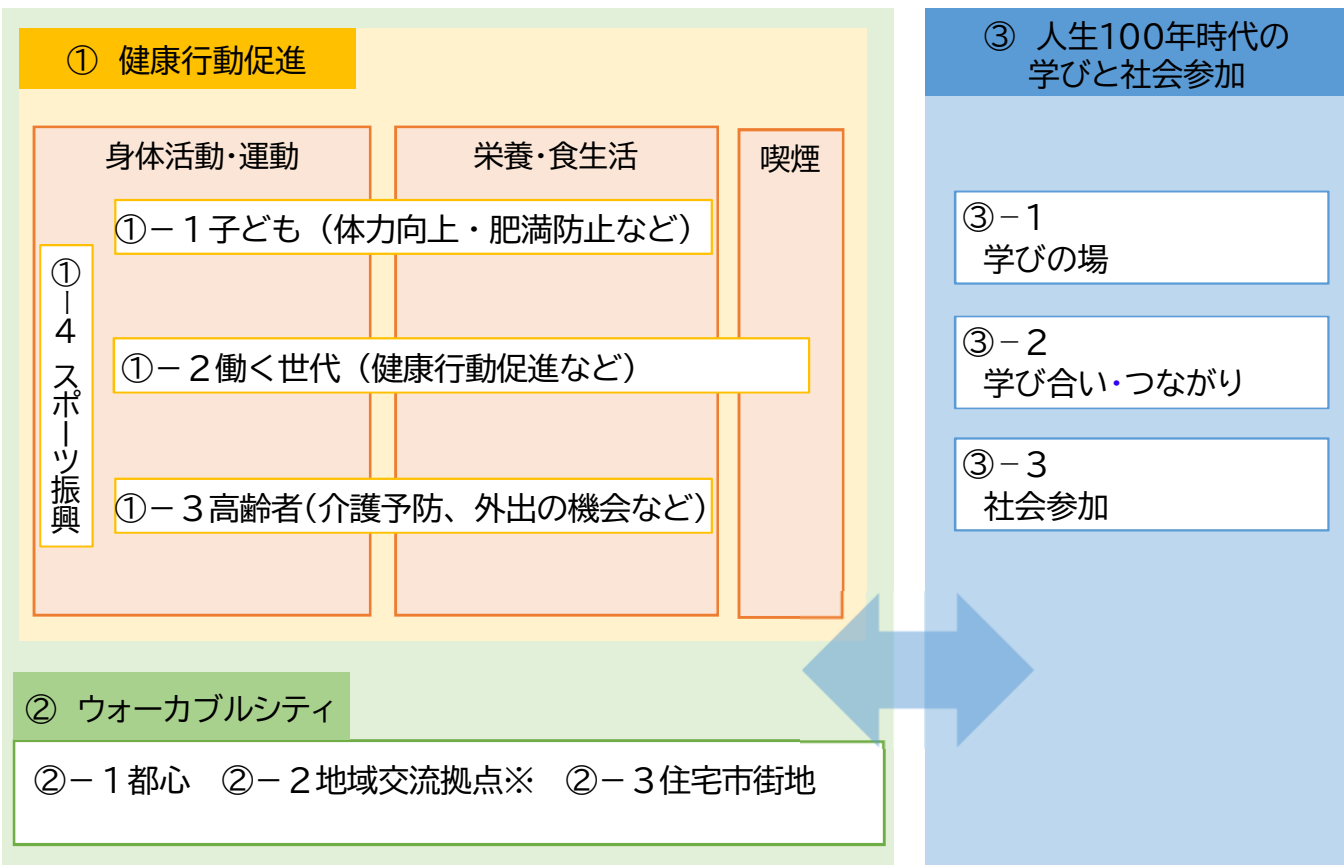 ① 健康行動促進
身体活動・運動
栄養・食生活
喫煙
①－１子ども（体力向上・肥満防止など）
①－２働く世代（健康行動促進など）
①－３高齢者（介護予防、外出の機会など）
①－４ スポーツ振興
② ウォーカブルシティ
②－１都心　②－２地域交流拠点※　②－３住宅市街地
③ 人生100年時代の
学びと社会参加
③－１
学びの場
③－２
学び合い・つながり
③－３
社会参加